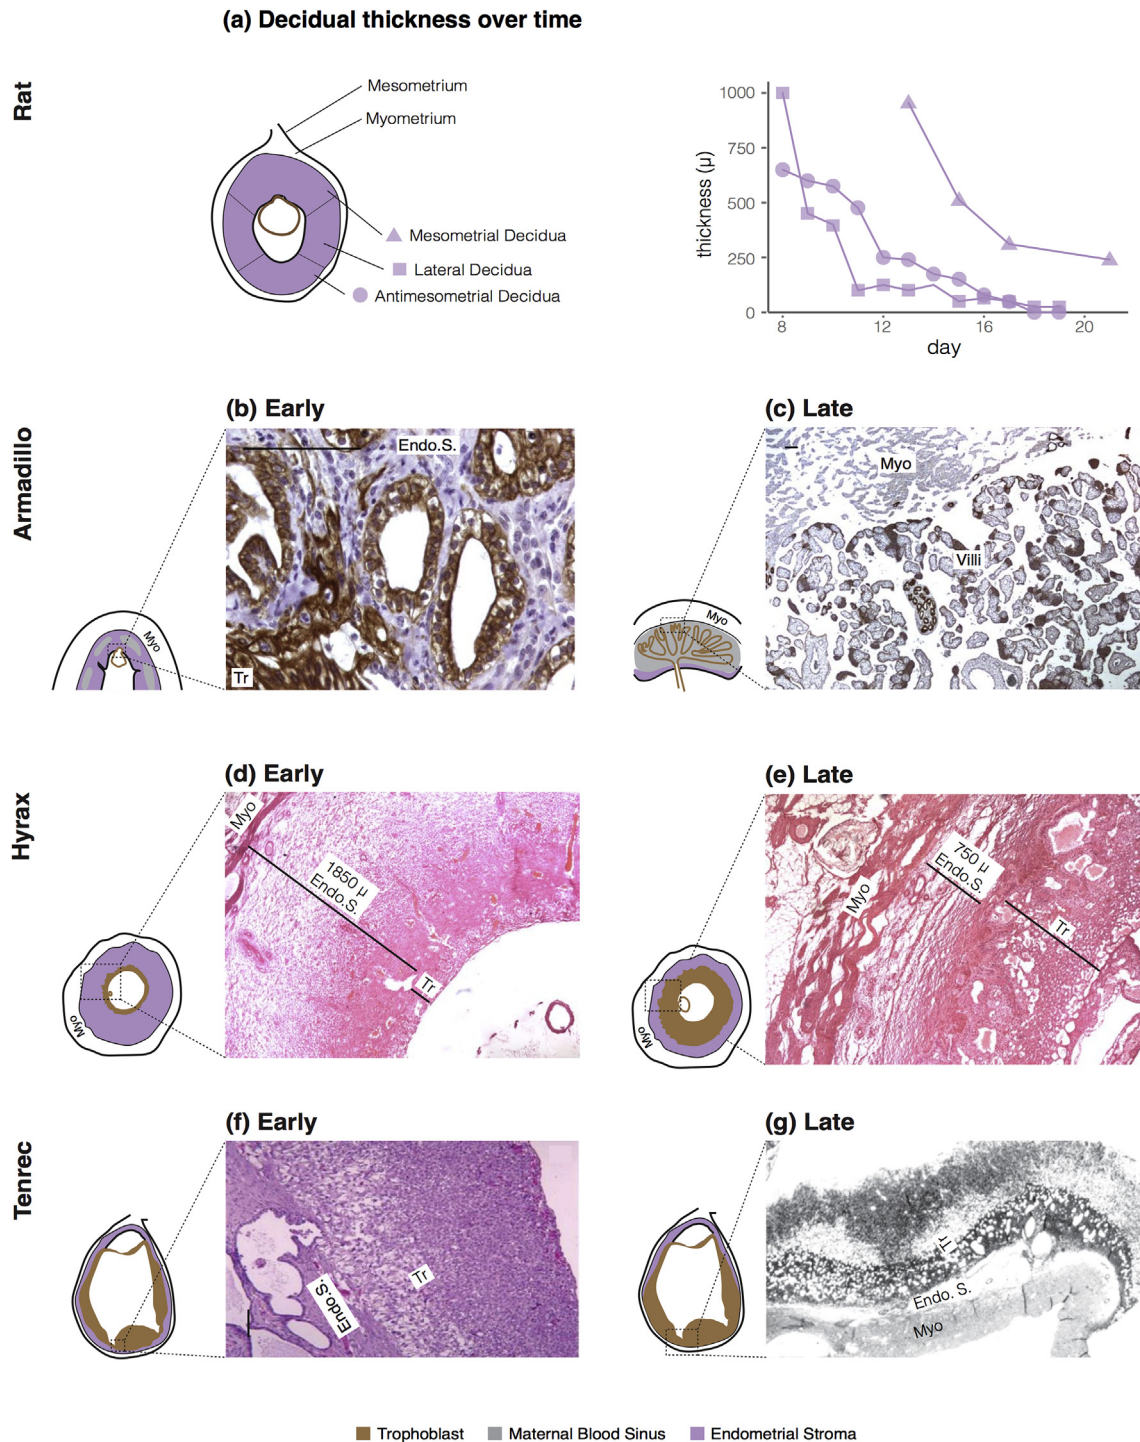 (a) Decidual thickness over time
Rat
Mesometrium
Myometrium
Mesometrial Decidua
Lateral Decidua
Antimesometrial Decidua
thickness (μ)
1000
750
500
250
0
8
12
16
20
day
Armadillo
(b) Early
Endo.S.
Tr
Myo
(c) Late
Myo
Villi
Myo
Hyrax
(d) Early
Myo
1850 μ
Endo.S.
Tr
Myo
(e) Late
Myo
750 μ
Endo.S.
Tr
Myo
Tenrec
(f) Early
Endo.S.
Tr
(g) Late
Tr
Endo. S.
Myo
Trophoblast
Maternal Blood Sinus
Endometrial Stroma